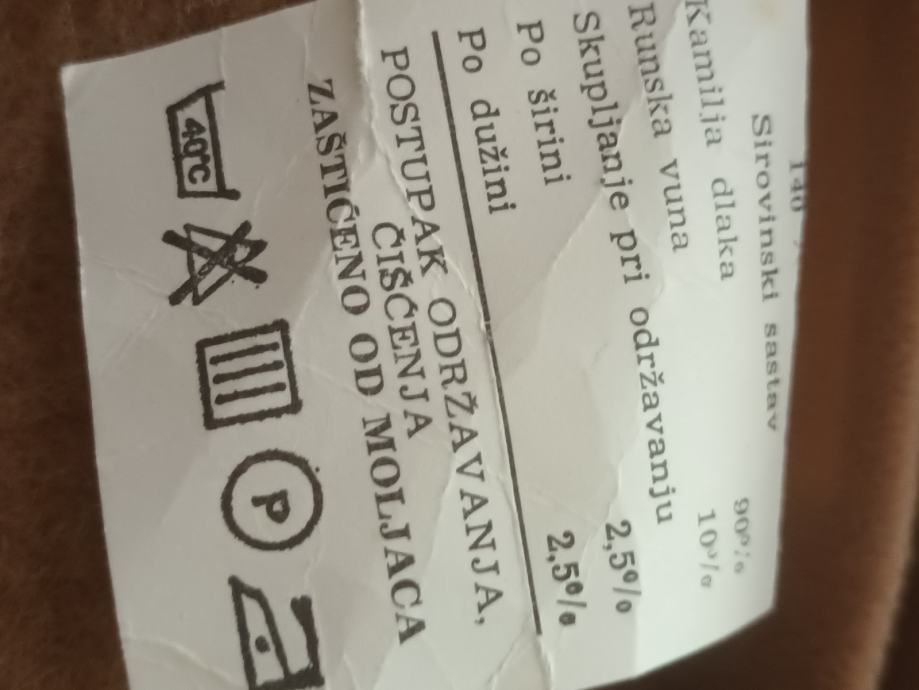 140
Sirovinski sastav
Kamilja dlaka 90%
Runska vuna 10%
Skupljanje pri održavanju
Po širini 2,5%
Po dužini 2,5%
POSTUPAK ODRŽAVANJA,
ČIŠĆENJA
ZAŠTIĆENO OD MOLJACA
40°C
P